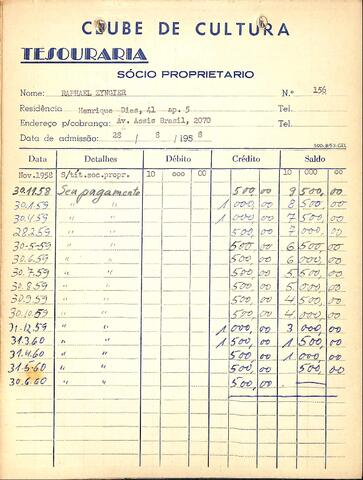 CLUBE DE CULTURA
TESOURARIA
SÓCIO PROPRIETARIO
Nome: RAPHAEL ZYNGIER N.º 156
Residência Henrique Dias, 41 ap. 5 Tel.
Endereço p/cobrança: Av. Assis Brasil, 2070 Tel.
Data de admissão: 28 / 8 / 1958
Data Detalhes Débito Crédito Saldo
Nov.1958 S/tit.soc.propr. 10 000 00 10 000 00
30.11.58 Seu pagamento 500,00 9 500,00
30.1.59 " " 1 000,00 8 500,00
30.4.59 " " 1 000,00 7 500,00
28.2.59 " " 500,00 7 000,00
30-5-59 " " 500,00 6 500,00
30.6.59 " " 500,00 6 000,00
30.7.59 " " 500,00 5 500,00
30.8.59 " " 500,00 5 000,00
30.9.59 " " 500,00 4 500,00
30.10.59 " " 500,00 4 000,00
31.12.59 " " 1 000,00 3 000,00
31.3.60 " " 1 500,00 1 500,00
31.4.60 " " 500,00 1 000,00
31.5.60 " " 500,00 500,00
30.6.60 " " 500,00 —